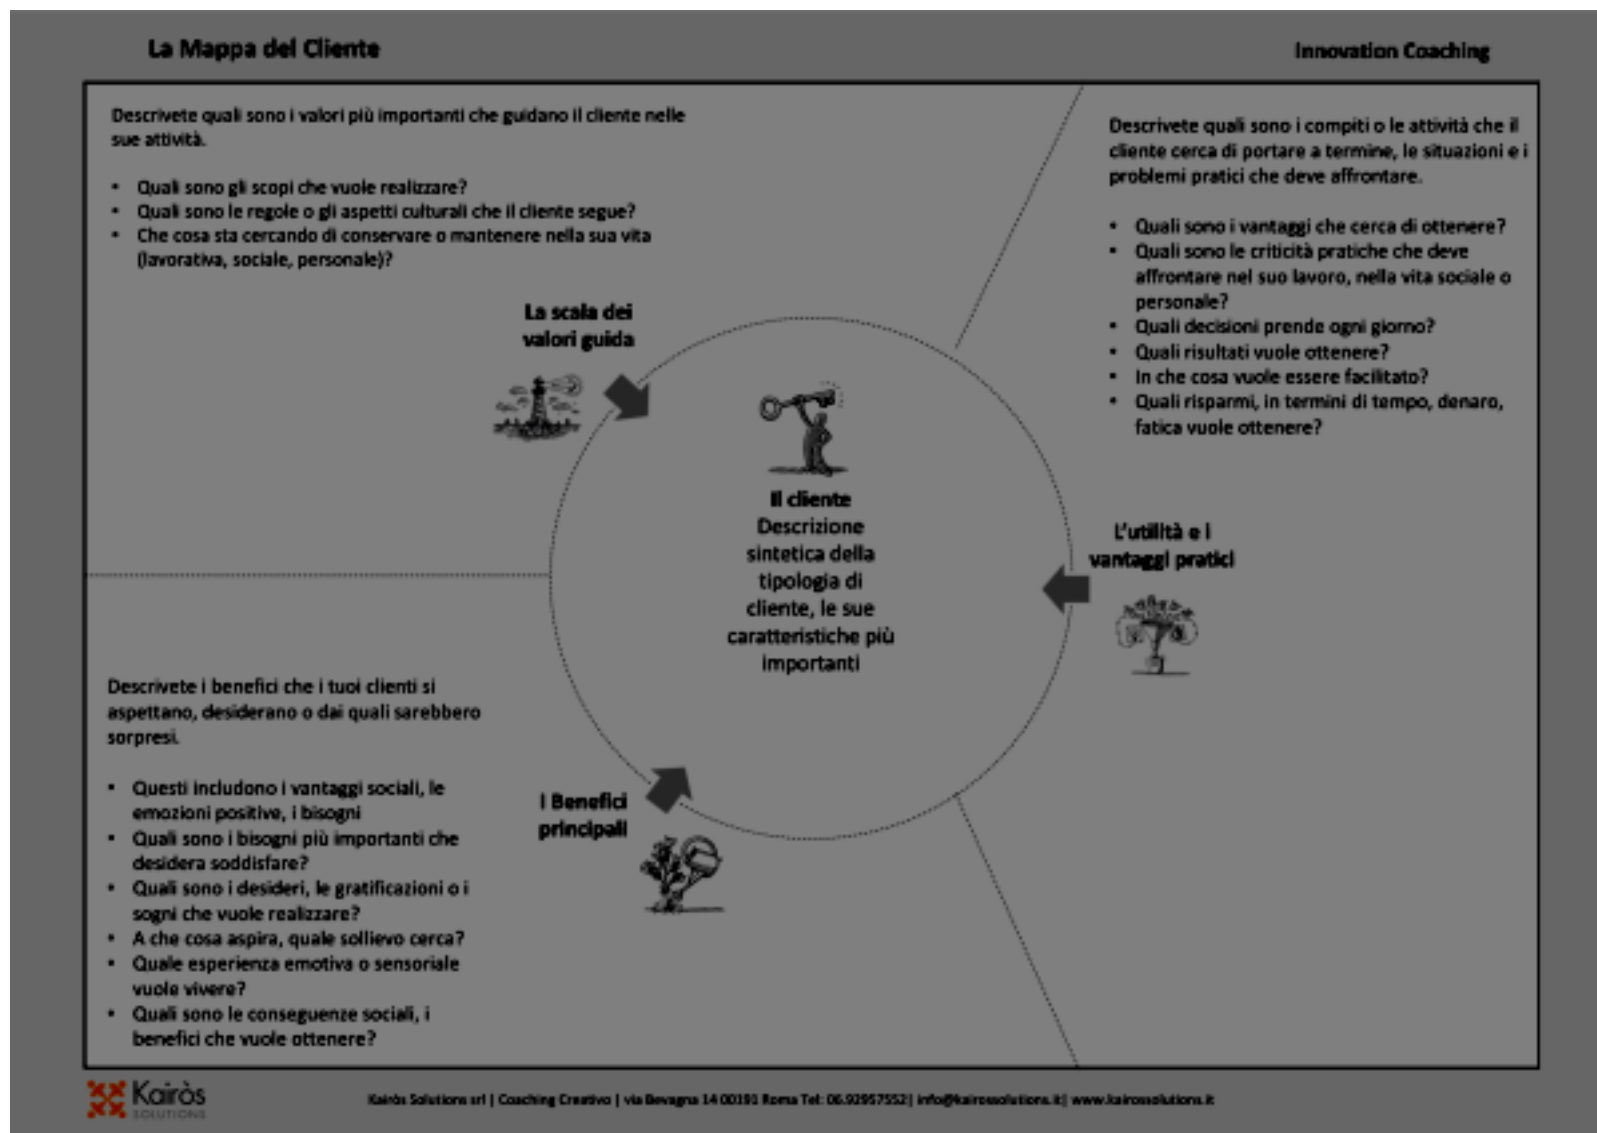 La Mappa del Cliente
Innovation Coaching
Descrivete quali sono i valori più importanti che guidano il cliente nelle
sue attività.
• Quali sono gli scopi che vuole realizzare?
• Quali sono le regole o gli aspetti culturali che il cliente segue?
• Che cosa sta cercando di conservare o mantenere nella sua vita
(lavorativa, sociale, personale)?
La scala dei
valori guida
Descrivete quali sono i compiti o le attività che il
cliente cerca di portare a termine, le situazioni e i
problemi pratici che deve affrontare.
• Quali sono i vantaggi che cerca di ottenere?
• Quali sono le criticità pratiche che deve
affrontare nel suo lavoro, nella vita sociale o
personale?
• Quali decisioni prende ogni giorno?
• Quali risultati vuole ottenere?
• In che cosa vuole essere facilitato?
• Quali risparmi, in termini di tempo, denaro,
fatica vuole ottenere?
L'utilità e i
vantaggi pratici
Il cliente
Descrizione
sintetica della
tipologia di
cliente, le sue
caratteristiche più
importanti
Descrivete i benefici che i tuoi clienti si
aspettano, desiderano o dai quali sarebbero
sorpresi.
• Questi includono i vantaggi sociali, le
emozioni positive, i bisogni
• Quali sono i bisogni più importanti che
desidera soddisfare?
• Quali sono i desideri, le gratificazioni o i
sogni che vuole realizzare?
• A che cosa aspira, quale sollievo cerca?
• Quale esperienza emotiva o sensoriale
vuole vivere?
• Quali sono le conseguenze sociali, i
benefici che vuole ottenere?
I Benefici
principali
Kairòs
SOLUTIONS
Kairòs Solutions srl | Coaching Creativo | via Bevagna 14 00191 Roma Tel: 06.92957552| info@kairossolutions.it| www.kairossolutions.it